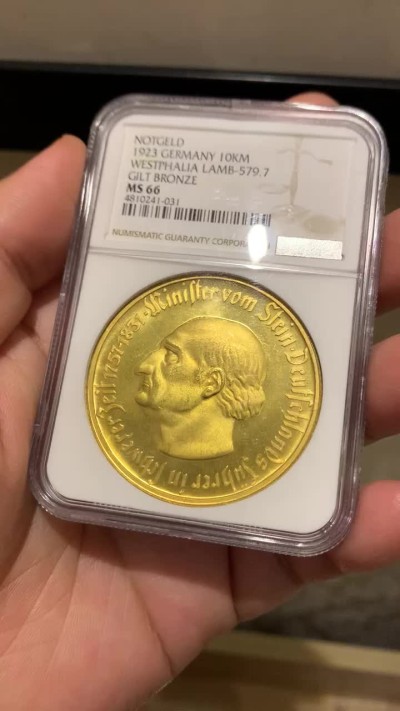 NOTGELD
1923 GERMANY 10KM
WESTPHALIA LAMB-579.7
GILT BRONZE
MS 66
4810241-031
NUMISMATIC GUARANTY CORPORA
Minister vom Stein Deutschlands Führer in schwerer Zeit 1757-1831